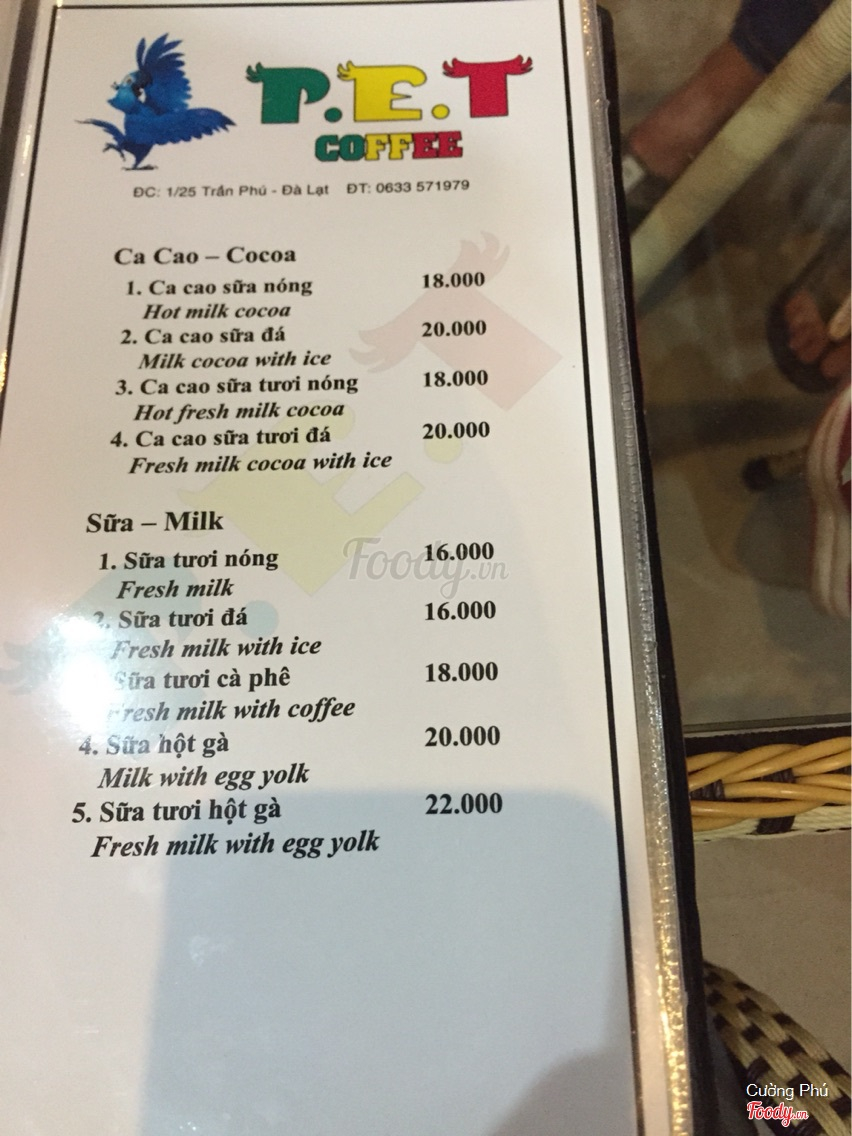 P.E.T
COFFEE
ĐC: 1/25 Trần Phú - Đà Lạt ĐT: 0633 571979
Ca Cao – Cocoa
1. Ca cao sữa nóng 18.000
Hot milk cocoa
2. Ca cao sữa đá 20.000
Milk cocoa with ice
3. Ca cao sữa tươi nóng 18.000
Hot fresh milk cocoa
4. Ca cao sữa tươi đá 20.000
Fresh milk cocoa with ice
Sữa – Milk
1. Sữa tươi nóng 16.000
Fresh milk
2. Sữa tươi đá 16.000
Fresh milk with ice
Sữa tươi cà phê 18.000
Fresh milk with coffee
4. Sữa hột gà 20.000
Milk with egg yolk
5. Sữa tươi hột gà 22.000
Fresh milk with egg yolk
Foody.vn
Cường Phú
Foody.vn